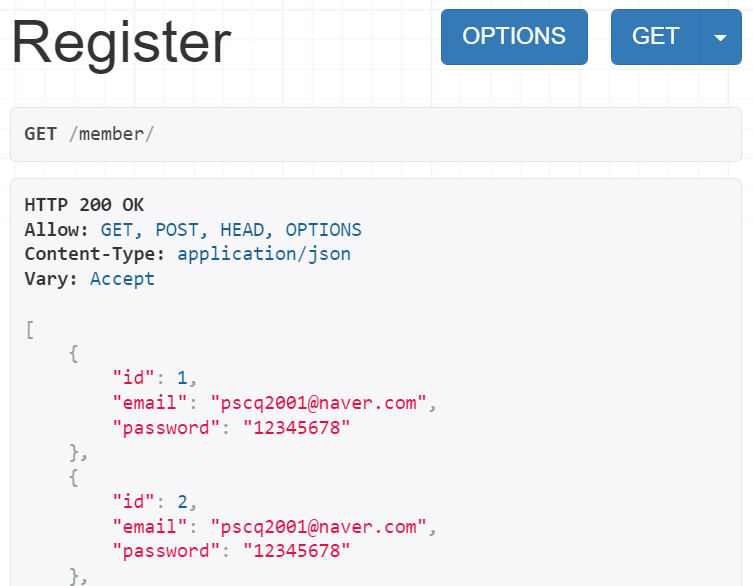 Register
OPTIONS
GET
GET /member/
HTTP 200 OK
Allow: GET, POST, HEAD, OPTIONS
Content-Type: application/json
Vary: Accept
[
    {
        "id": 1,
        "email": "pscq2001@naver.com",
        "password": "12345678"
    },
    {
        "id": 2,
        "email": "pscq2001@naver.com",
        "password": "12345678"
    },